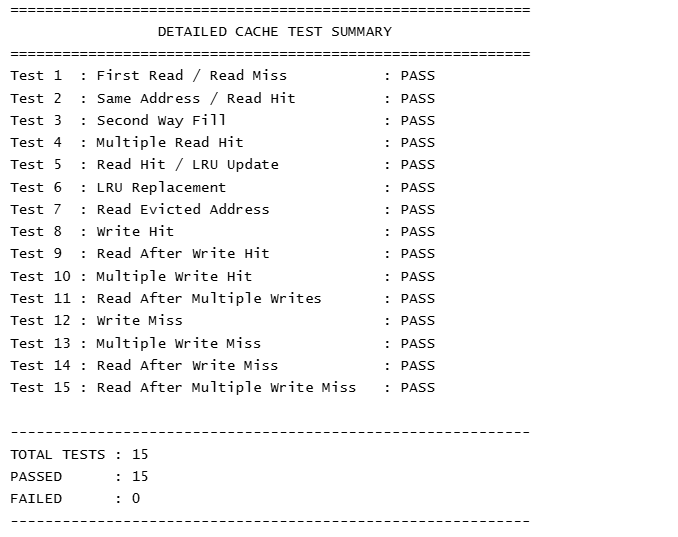 ============================================================
                 DETAILED CACHE TEST SUMMARY
============================================================
Test 1  : First Read / Read Miss           : PASS
Test 2  : Same Address / Read Hit          : PASS
Test 3  : Second Way Fill                  : PASS
Test 4  : Multiple Read Hit                : PASS
Test 5  : Read Hit / LRU Update            : PASS
Test 6  : LRU Replacement                  : PASS
Test 7  : Read Evicted Address             : PASS
Test 8  : Write Hit                        : PASS
Test 9  : Read After Write Hit             : PASS
Test 10 : Multiple Write Hit               : PASS
Test 11 : Read After Multiple Writes       : PASS
Test 12 : Write Miss                       : PASS
Test 13 : Multiple Write Miss              : PASS
Test 14 : Read After Write Miss            : PASS
Test 15 : Read After Multiple Write Miss   : PASS

------------------------------------------------------------
TOTAL TESTS : 15
PASSED      : 15
FAILED      : 0
------------------------------------------------------------